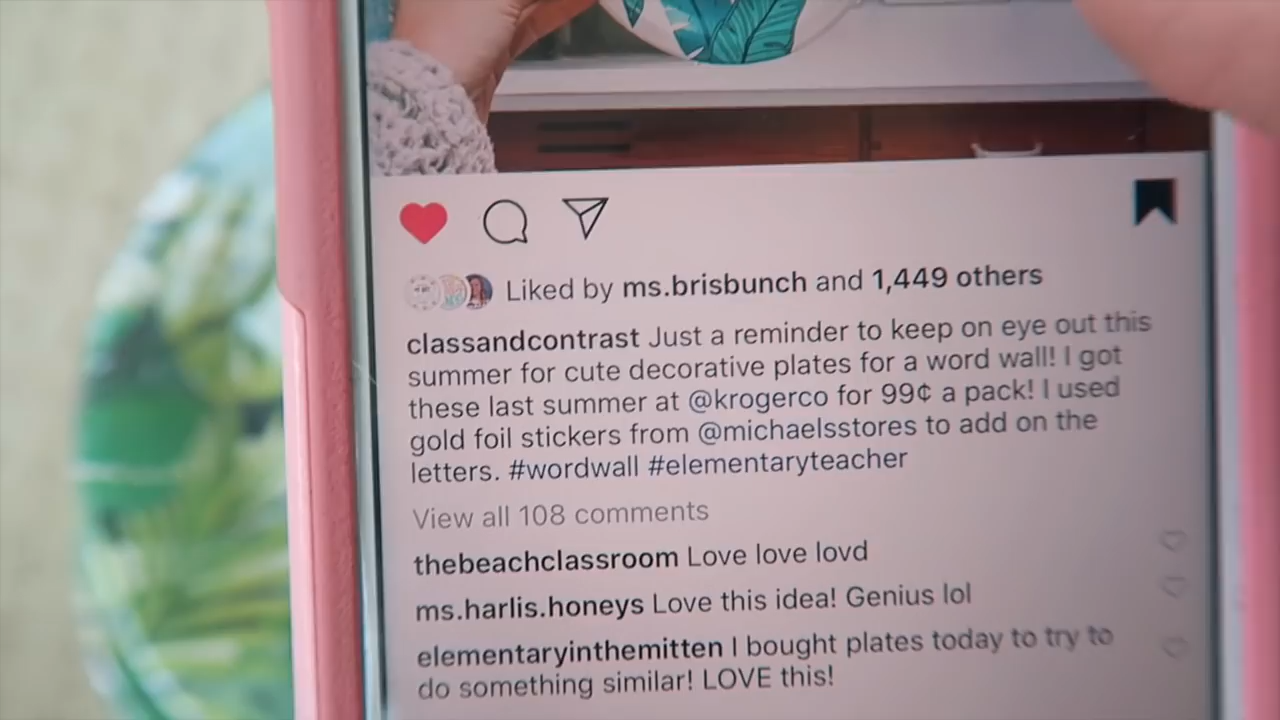 Liked by ms.brisbunch and 1,449 others
classandcontrast Just a reminder to keep on eye out this
summer for cute decorative plates for a word wall! I got
these last summer at @krogerco for 99¢ a pack! I used
gold foil stickers from @michaelsstores to add on the
letters. #wordwall #elementaryteacher
View all 108 comments
thebeachclassroom Love love lovd
ms.harlis.honeys Love this idea! Genius lol
elementaryinthemitten I bought plates today to try to
do something similar! LOVE this!